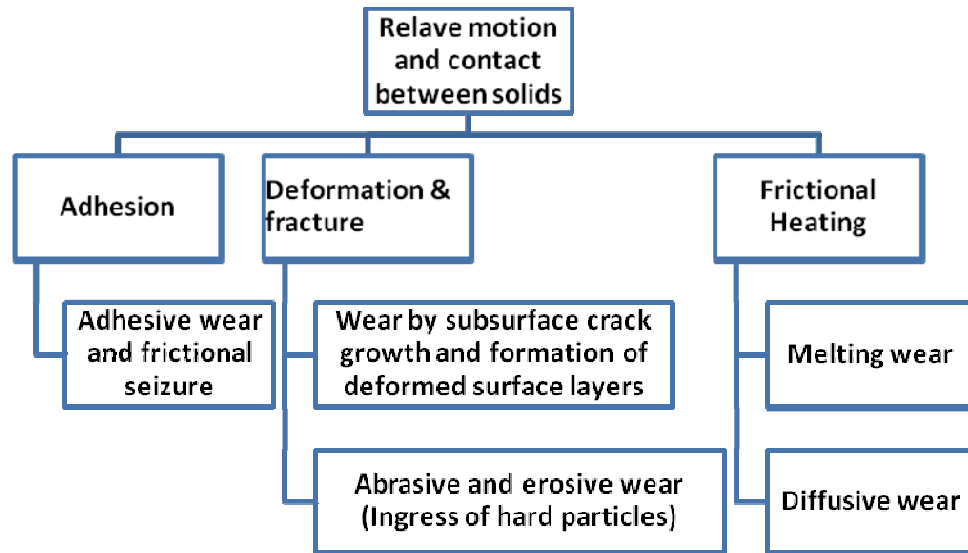 Relave motion
and contact
between solids
Adhesion
Deformation &
fracture
Frictional
Heating
Adhesive wear
and frictional
seizure
Wear by subsurface crack
growth and formation of
deformed surface layers
Melting wear
Abrasive and erosive wear
(Ingress of hard particles)
Diffusive wear